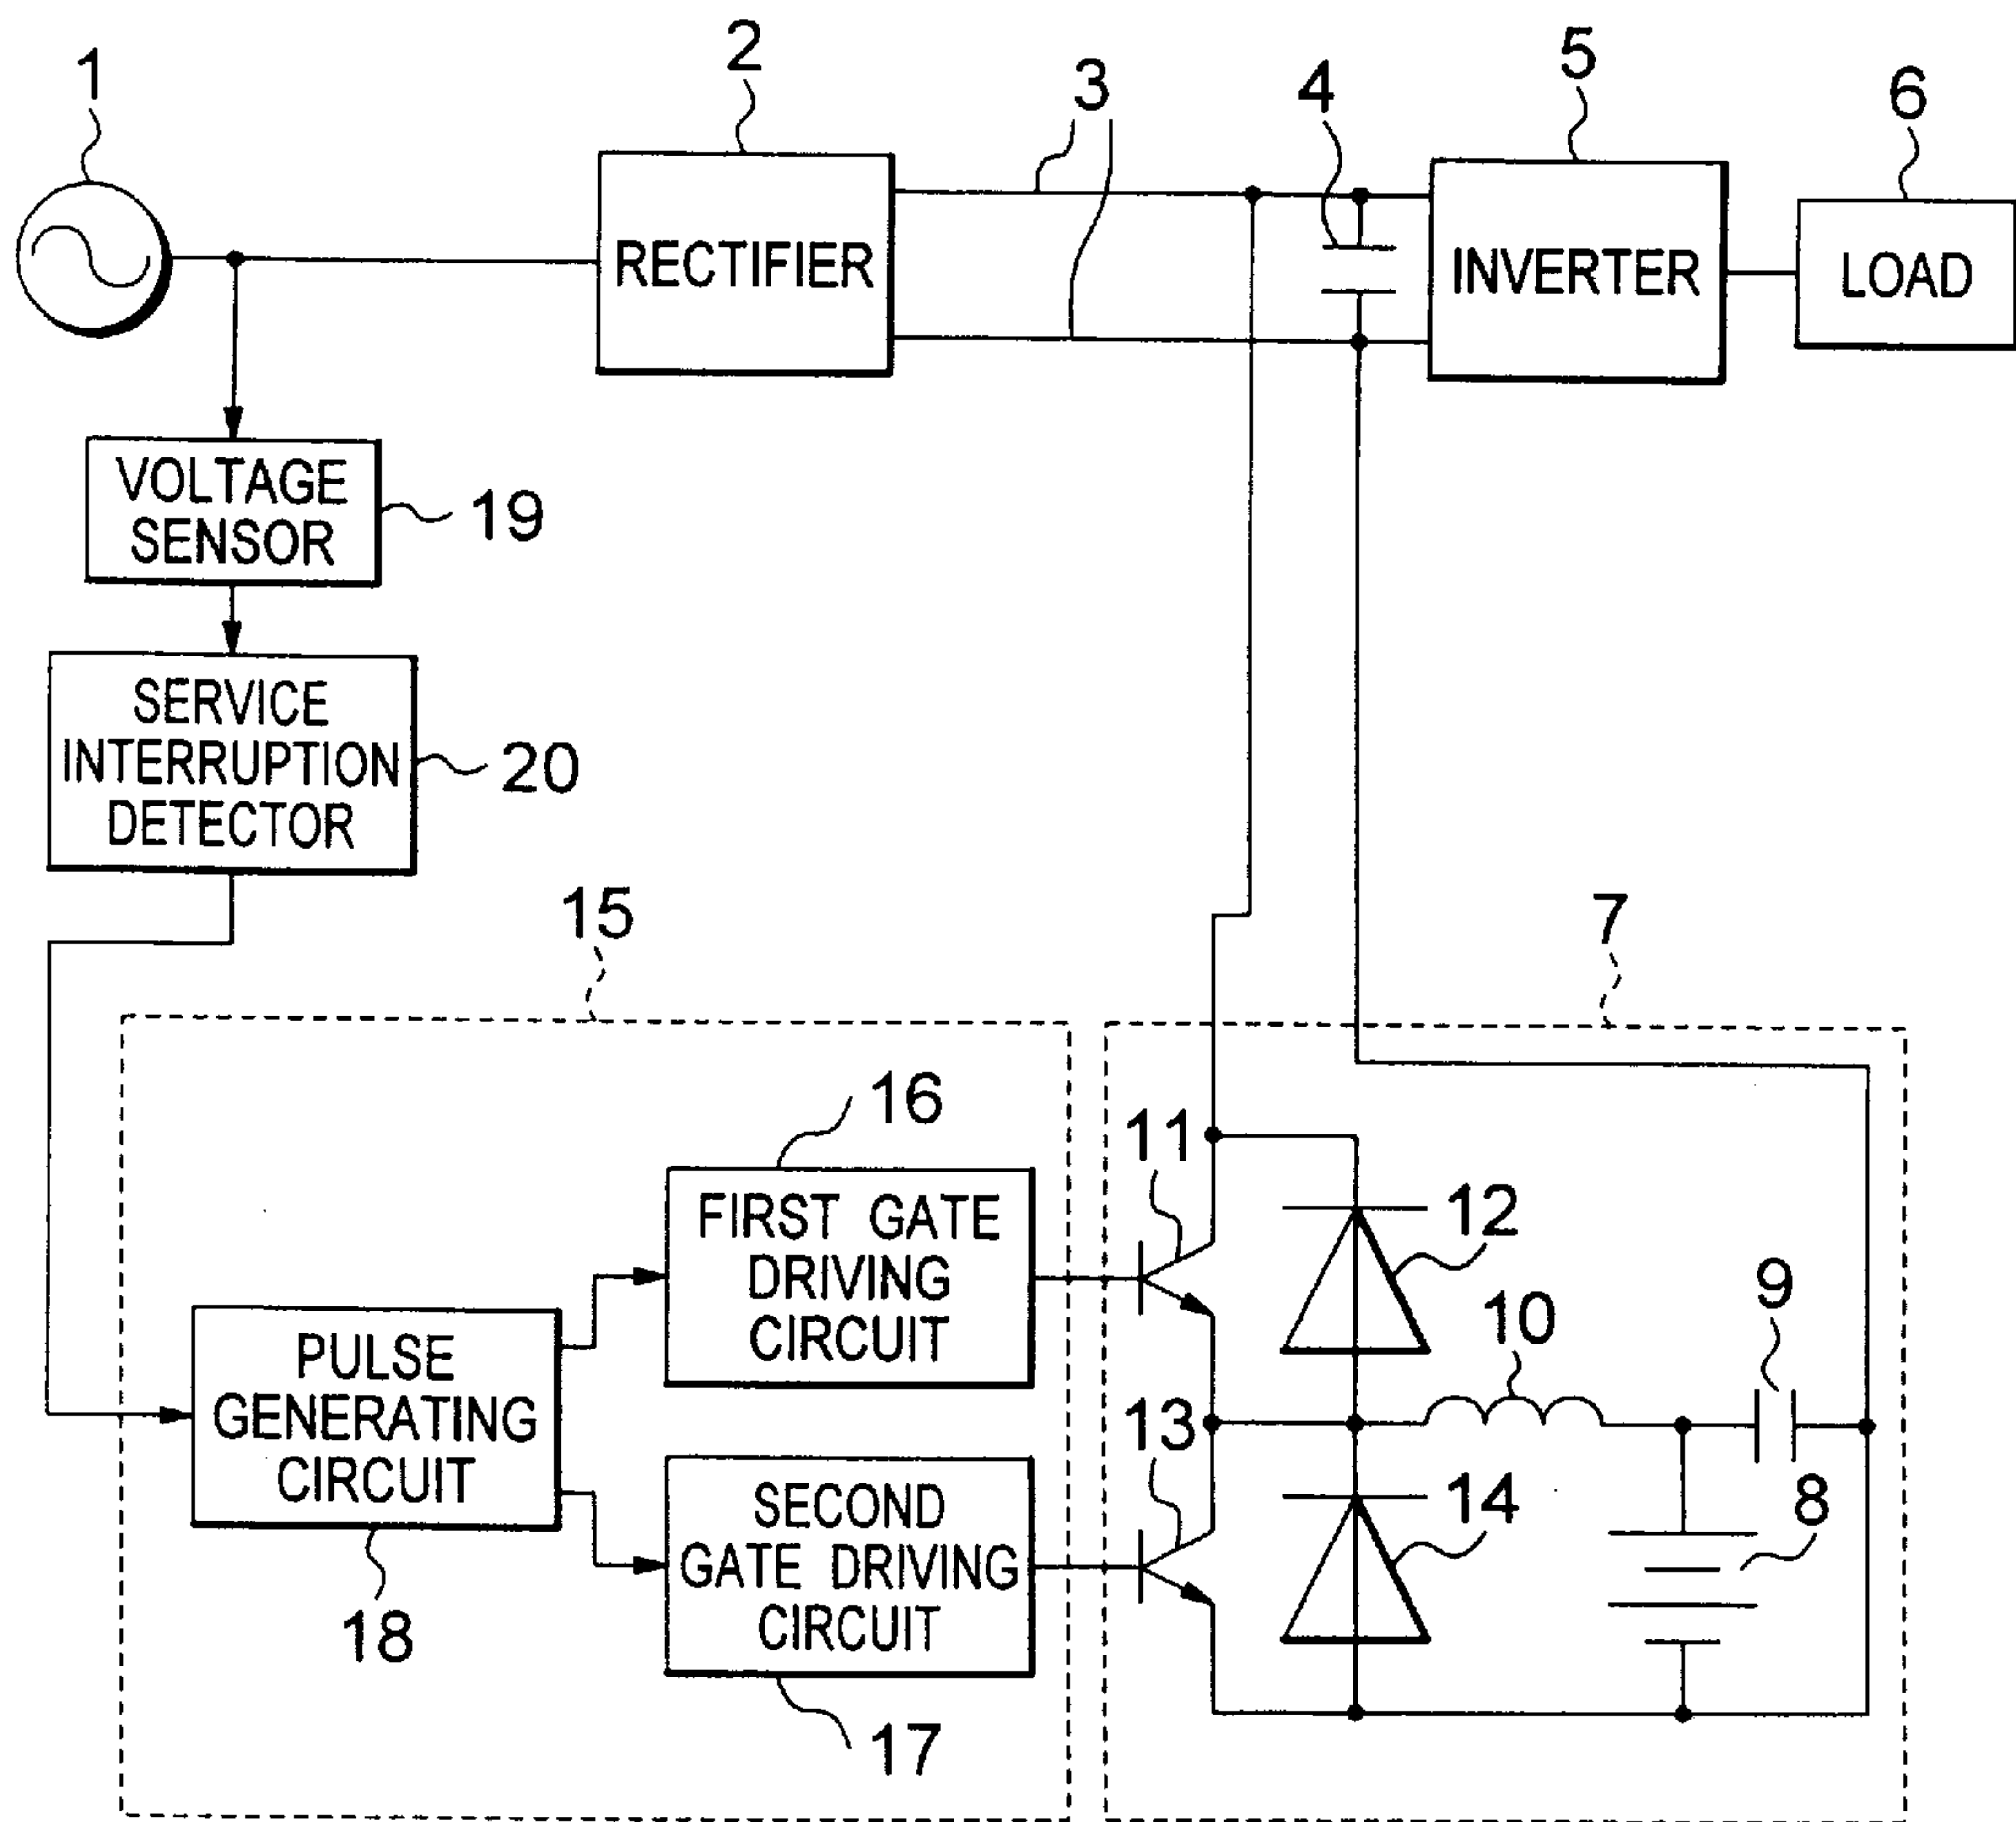 1
2
3
4
5
6
RECTIFIER
INVERTER
LOAD
VOLTAGE
SENSOR
19
SERVICE
INTERRUPTION
DETECTOR
20
15
7
16
11
FIRST GATE
DRIVING
CIRCUIT
12
9
10
PULSE
GENERATING
CIRCUIT
13
SECOND
GATE DRIVING
CIRCUIT
14
8
18
17